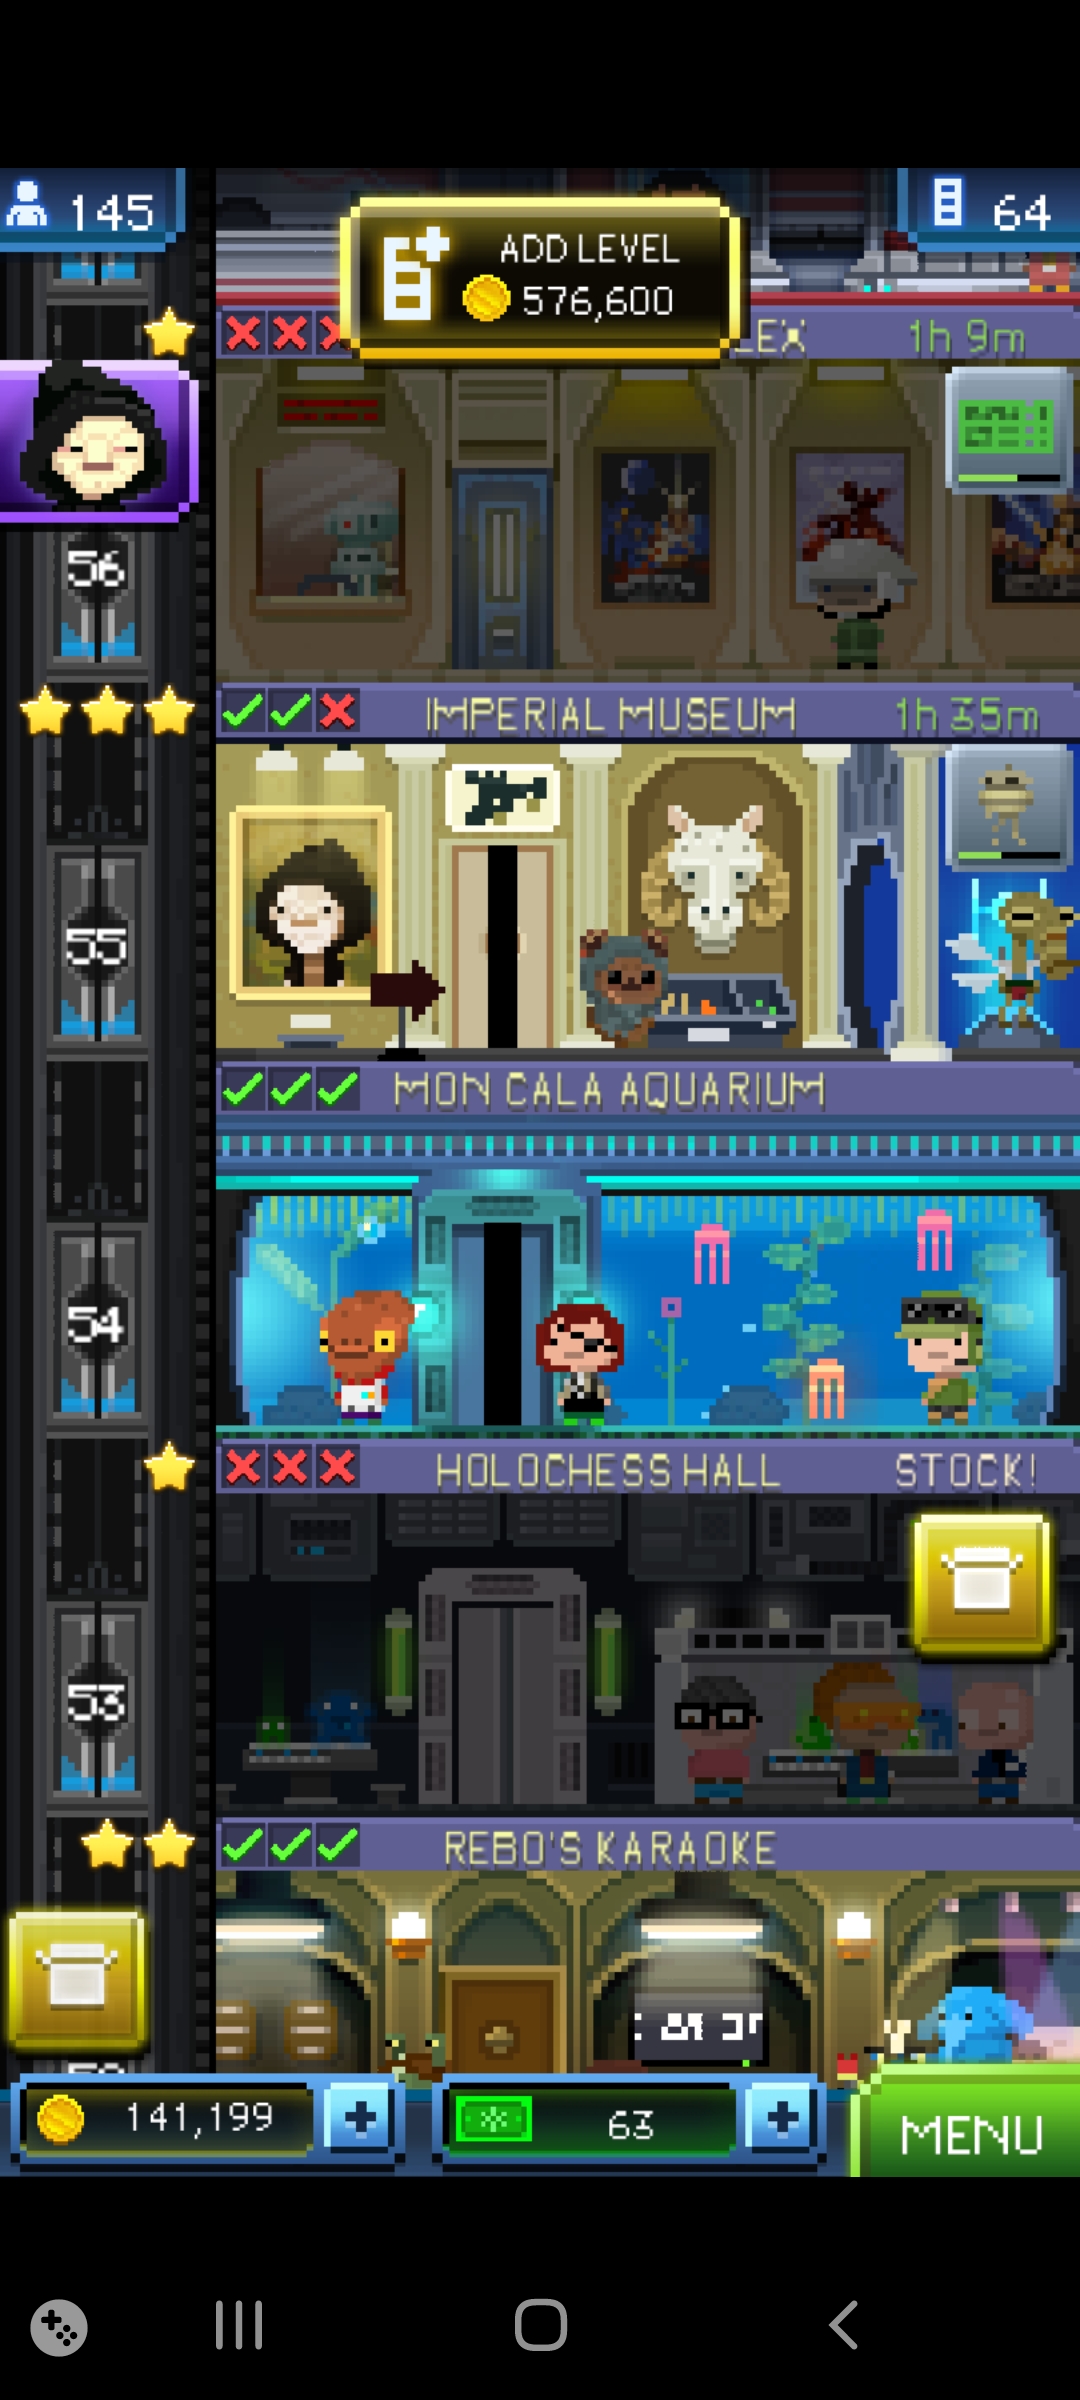 145
64
ADD LEVEL
576,600
LEX 1h 9m
56
IMPERIAL MUSEUM 1h 35m
55
MON CALA AQUARIUM
54
HOLOCHESS HALL STOCK!
53
REBO'S KARAOKE
141,199
63
MENU